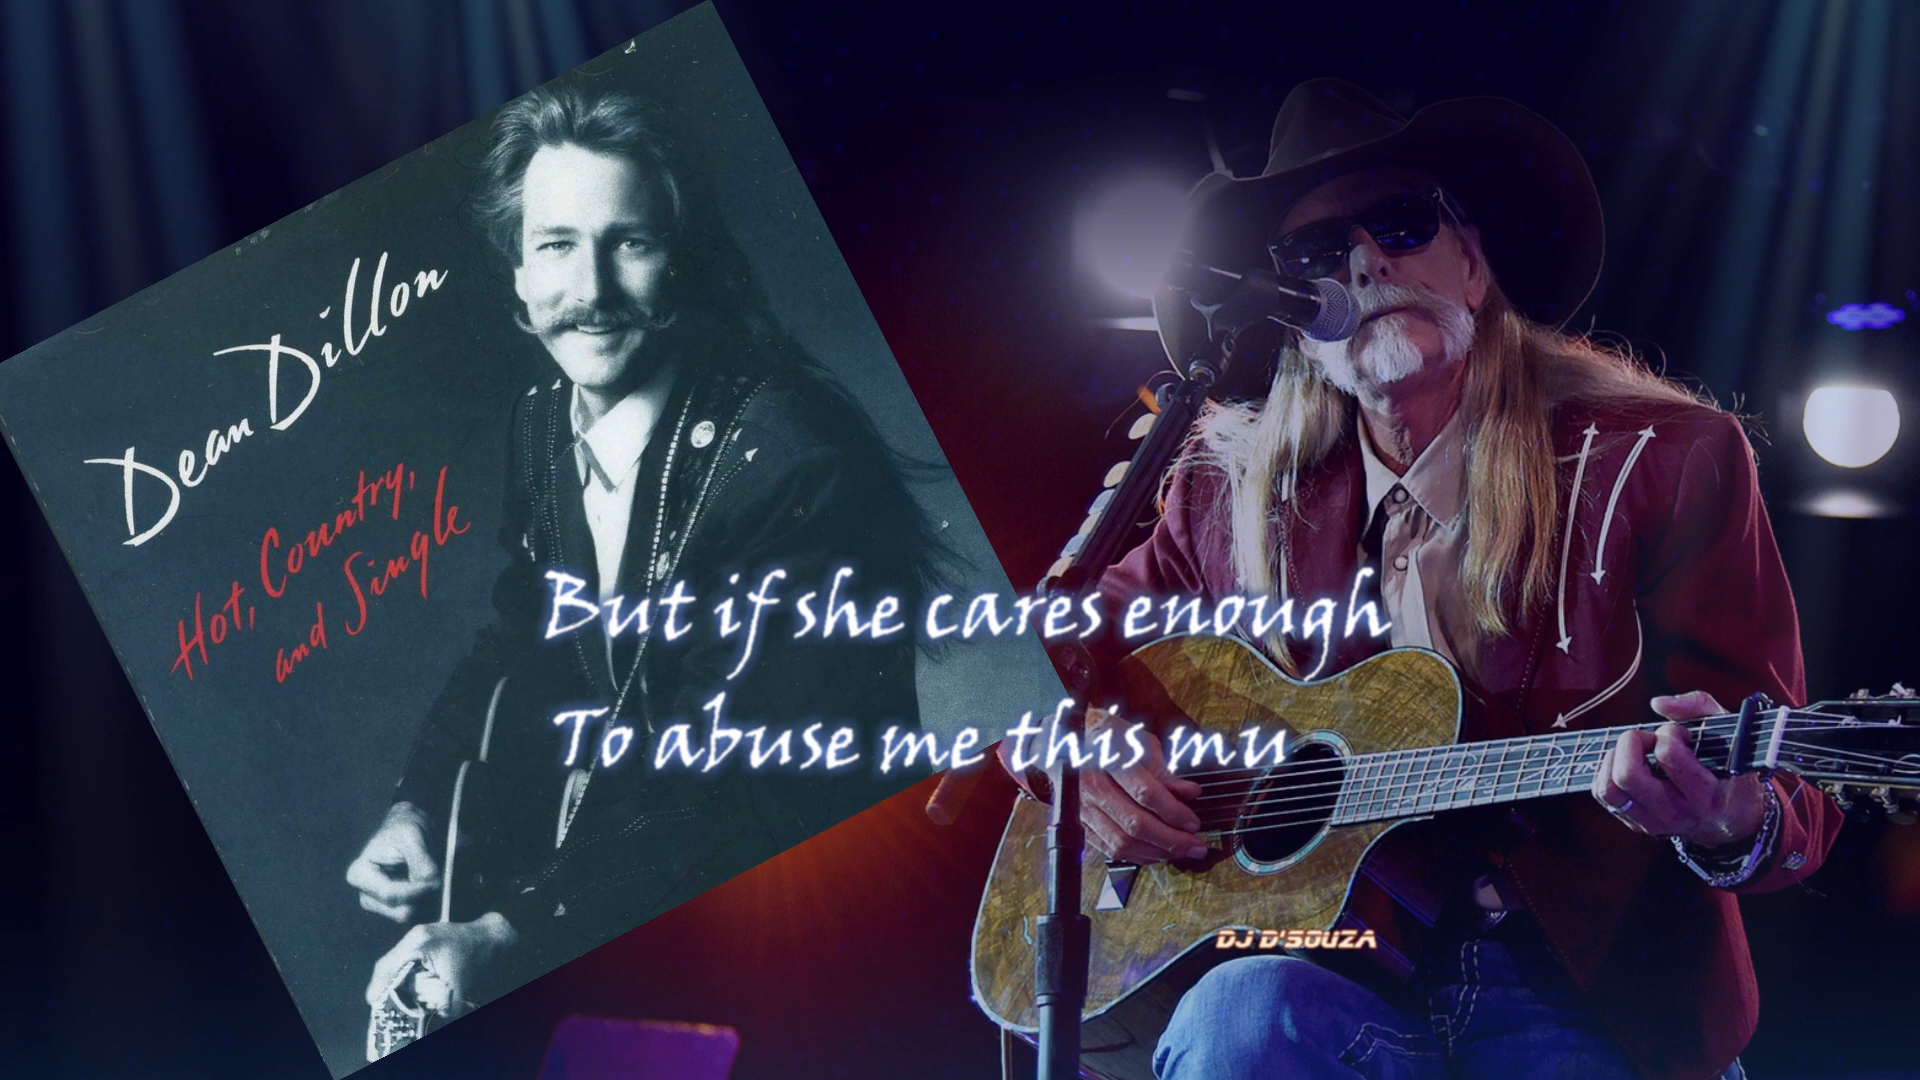 Dean Dillon
Hot, Country,
and Single
But if she cares enough
To abuse me this mu
DJ D'SOUZA